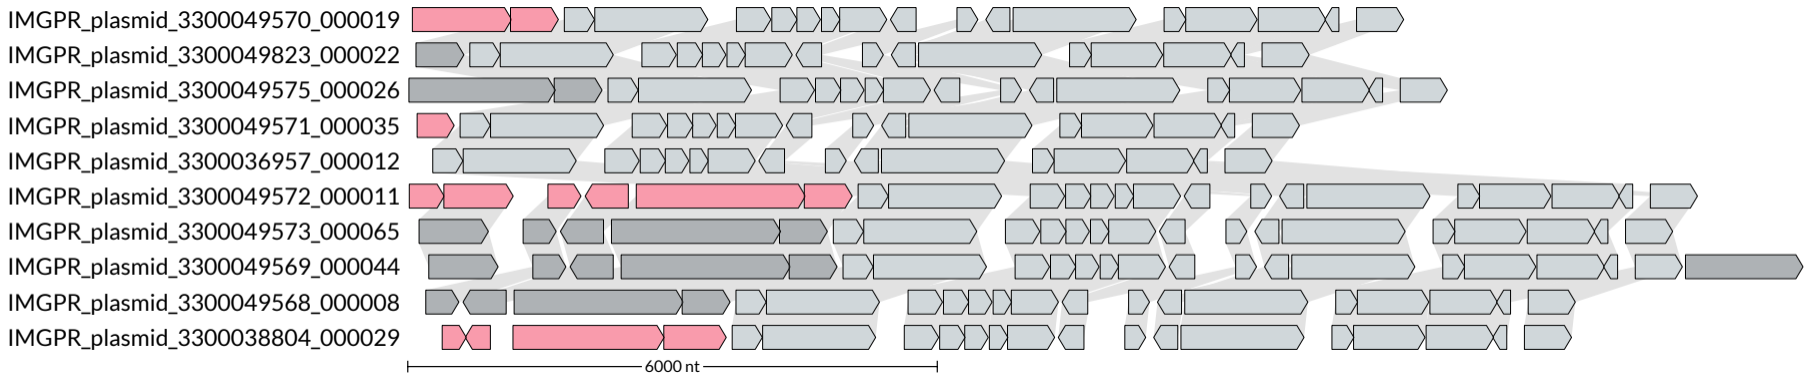 IMGPR_plasmid_3300049570_000019
IMGPR_plasmid_3300049823_000022
IMGPR_plasmid_3300049575_000026
IMGPR_plasmid_3300049571_000035
IMGPR_plasmid_3300036957_000012
IMGPR_plasmid_3300049572_000011
IMGPR_plasmid_3300049573_000065
IMGPR_plasmid_3300049569_000044
IMGPR_plasmid_3300049568_000008
IMGPR_plasmid_3300038804_000029
6000 nt